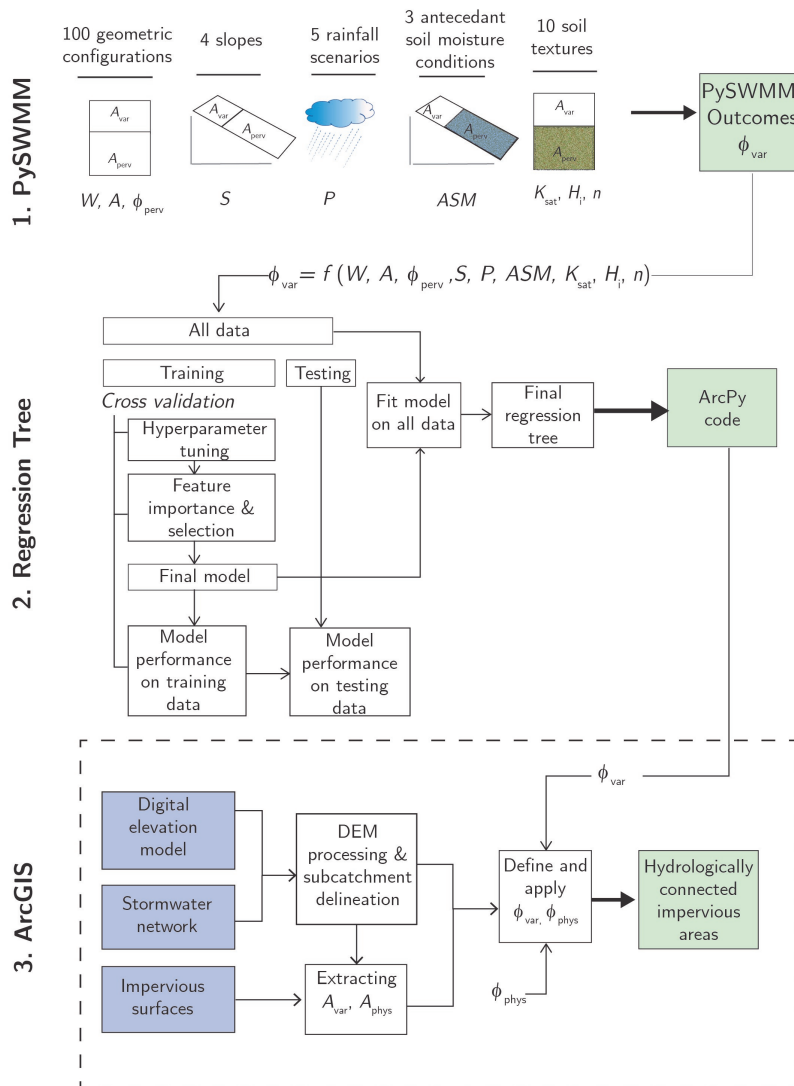 1. PySWMM
100 geometric
configurations
4 slopes
5 rainfall
scenarios
3 antecedant
soil moisture
conditions
10 soil
textures
A_var
A_perv
A_var
A_perv
A_var
A_perv
A_var
A_perv
W, A, ϕ_perv
S
P
ASM
K_sat, H_i, n
PySWMM
Outcomes
ϕ_var
ϕ_var = f (W, A, ϕ_perv ,S, P, ASM, K_sat, H_i, n)
2. Regression Tree
All data
Training
Testing
Cross validation
Hyperparameter
tuning
Feature
importance &
selection
Final model
Model
performance
on training
data
Model
performance
on testing
data
Fit model
on all data
Final
regression
tree
ArcPy
code
3. ArcGIS
ϕ_var
Digital
elevation
model
Stormwater
network
Impervious
surfaces
DEM
processing &
subcatchment
delineation
Extracting
A_var, A_phys
Define and
apply
ϕ_var, ϕ_phys
ϕ_phys
Hydrologically
connected
impervious
areas